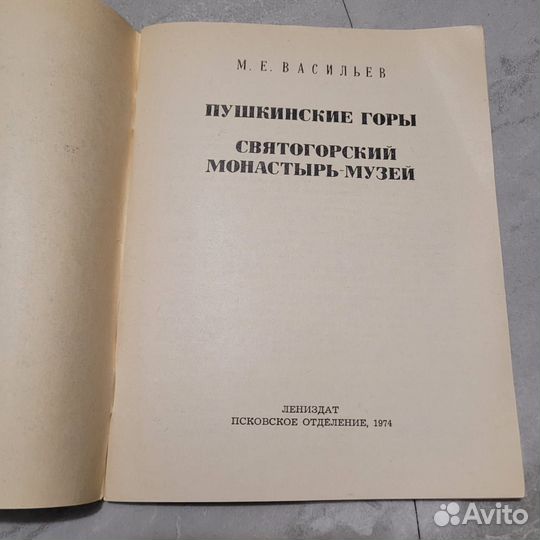 М. Е. ВАСИЛЬЕВ
ПУШКИНСКИЕ ГОРЫ
СВЯТОГОРСКИЙ
МОНАСТЫРЬ-МУЗЕЙ
ЛЕНИЗДАТ
ПСКОВСКОЕ ОТДЕЛЕНИЕ, 1974
Avito